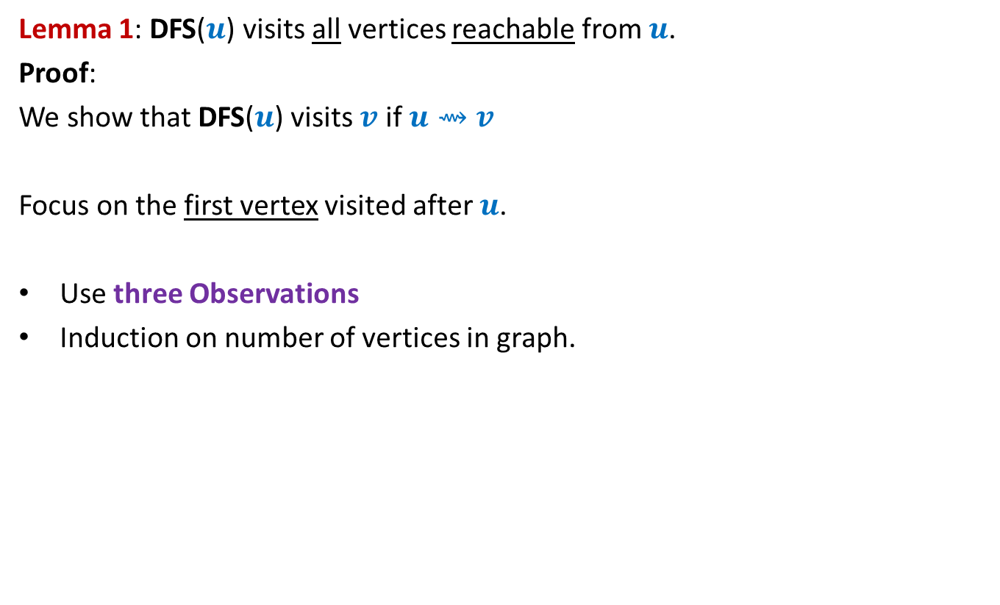 Lemma 1: DFS(u) visits all vertices reachable from u.
Proof:
We show that DFS(u) visits v if u ⇝ v
Focus on the first vertex visited after u.
• Use three Observations
• Induction on number of vertices in graph.